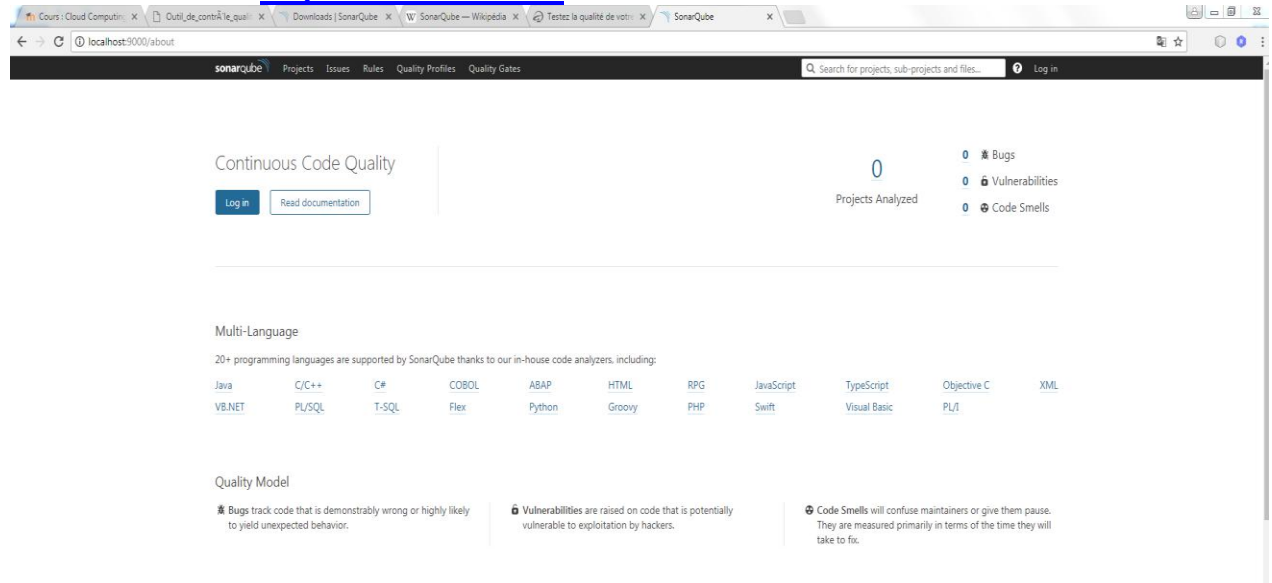 Cours : Cloud Computin
Outil_de_contrÃ´le_quali
Downloads | SonarQube
SonarQube — Wikipédia
Testez la qualité de votre
SonarQube
localhost:9000/about
sonarqube Projects Issues Rules Quality Profiles Quality Gates Search for projects, sub-projects and files... Log in
Continuous Code Quality
Log in Read documentation
0
Projects Analyzed
0 Bugs
0 Vulnerabilities
0 Code Smells
Multi-Language
20+ programming languages are supported by SonarQube thanks to our in-house code analyzers, including:
Java C/C++ C# COBOL ABAP HTML RPG JavaScript TypeScript Objective C XML
VB.NET PL/SQL T-SQL Flex Python Groovy PHP Swift Visual Basic PL/I
Quality Model
Bugs track code that is demonstrably wrong or highly likely
to yield unexpected behavior.
Vulnerabilities are raised on code that is potentially
vulnerable to exploitation by hackers.
Code Smells will confuse maintainers or give them pause.
They are measured primarily in terms of the time they will
take to fix.